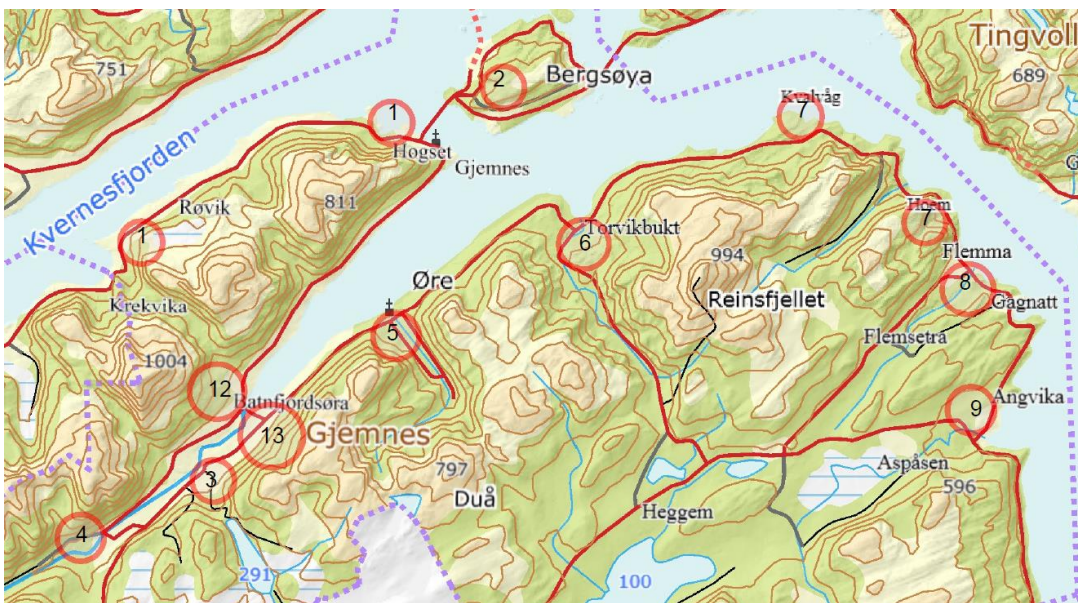 Tingvoll
751
689
2
Bergsøya
1
7
Kvalvåg
Hogset
Gjemnes
Kvernesfjorden
Røvik
811
1
6
Torvikbukt
7
994
Flemma
Øre
8
Gagnatt
Reinsfjellet
Krekvika
5
Flemsetra
1004
12
Batnfjordsøra
9
Angvika
13
Gjemnes
3
797
Aspåsen
596
Duå
Heggem
4
291
100